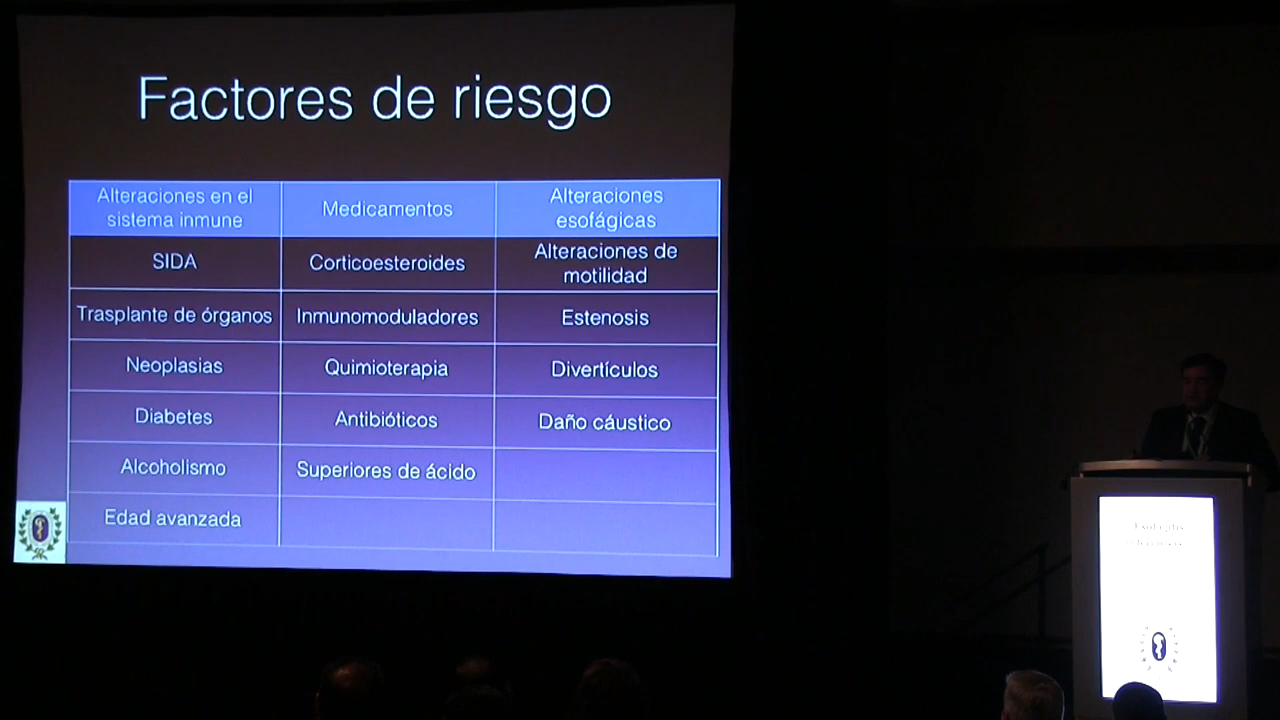 Factores de riesgo
Alteraciones en el
sistema inmune
Medicamentos
Alteraciones
esofágicas
SIDA
Corticoesteroides
Alteraciones de
motilidad
Trasplante de órganos
Inmunomoduladores
Estenosis
Neoplasias
Quimioterapia
Divertículos
Diabetes
Antibióticos
Daño cáustico
Alcoholismo
Superiores de ácido
Edad avanzada
Esofagitis